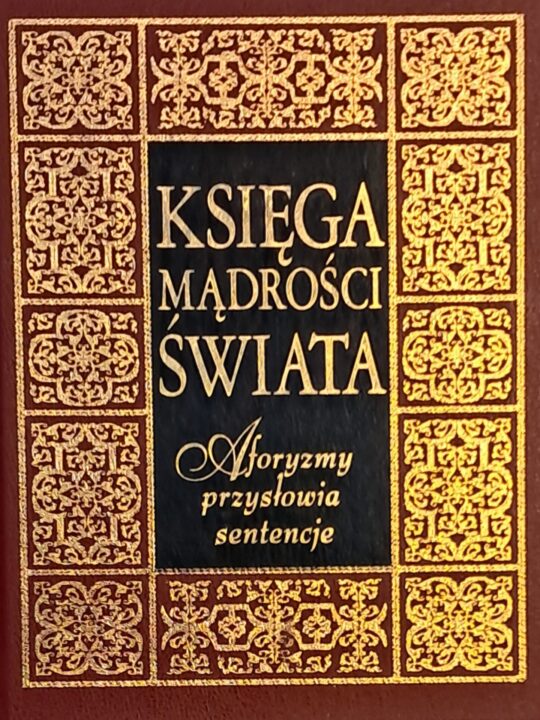 KSIĘGA
MĄDROŚCI
ŚWIATA
Aforyzmy
przysłowia
sentencje